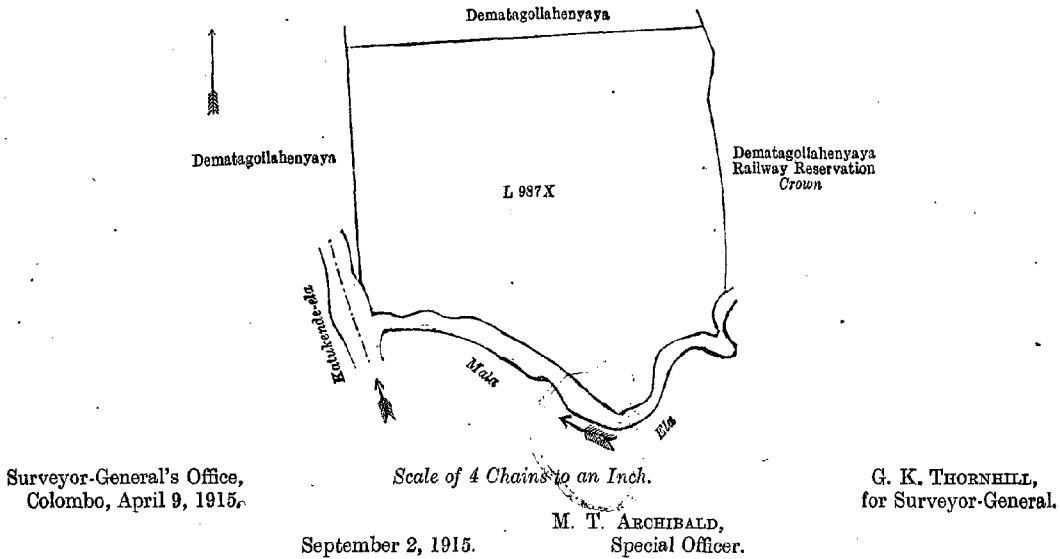 Dematagollahenyaya
Dematagollahenyaya
Dematagollahenyaya
Railway Reservation
Crown
L 987X
Katukende-ela
Mala
Ela
Surveyor-General's Office,
Colombo, April 9, 1915.
Scale of 4 Chains to an Inch.
G. K. THORNHILL,
for Surveyor-General.
M. T. ARCHIBALD,
September 2, 1915. Special Officer.